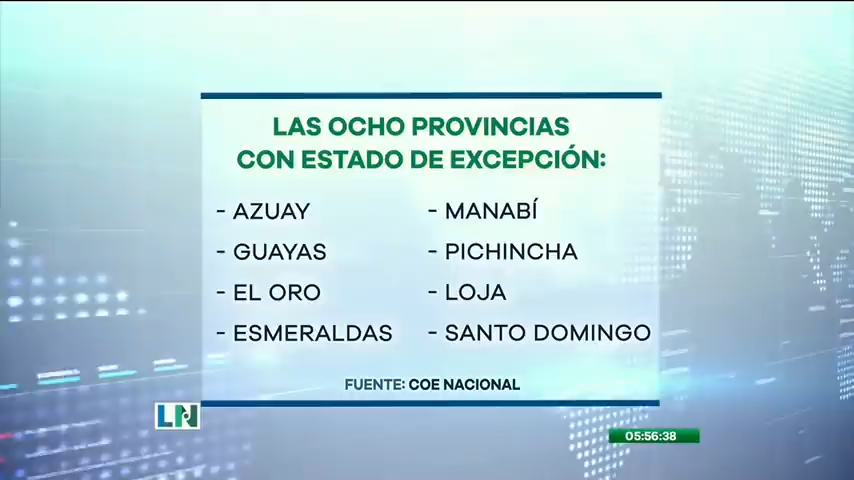 LAS OCHO PROVINCIAS
CON ESTADO DE EXCEPCIÓN:
- AZUAY
- GUAYAS
- EL ORO
- ESMERALDAS
- MANABÍ
- PICHINCHA
- LOJA
- SANTO DOMINGO
FUENTE: COE NACIONAL
LN
05:56:38